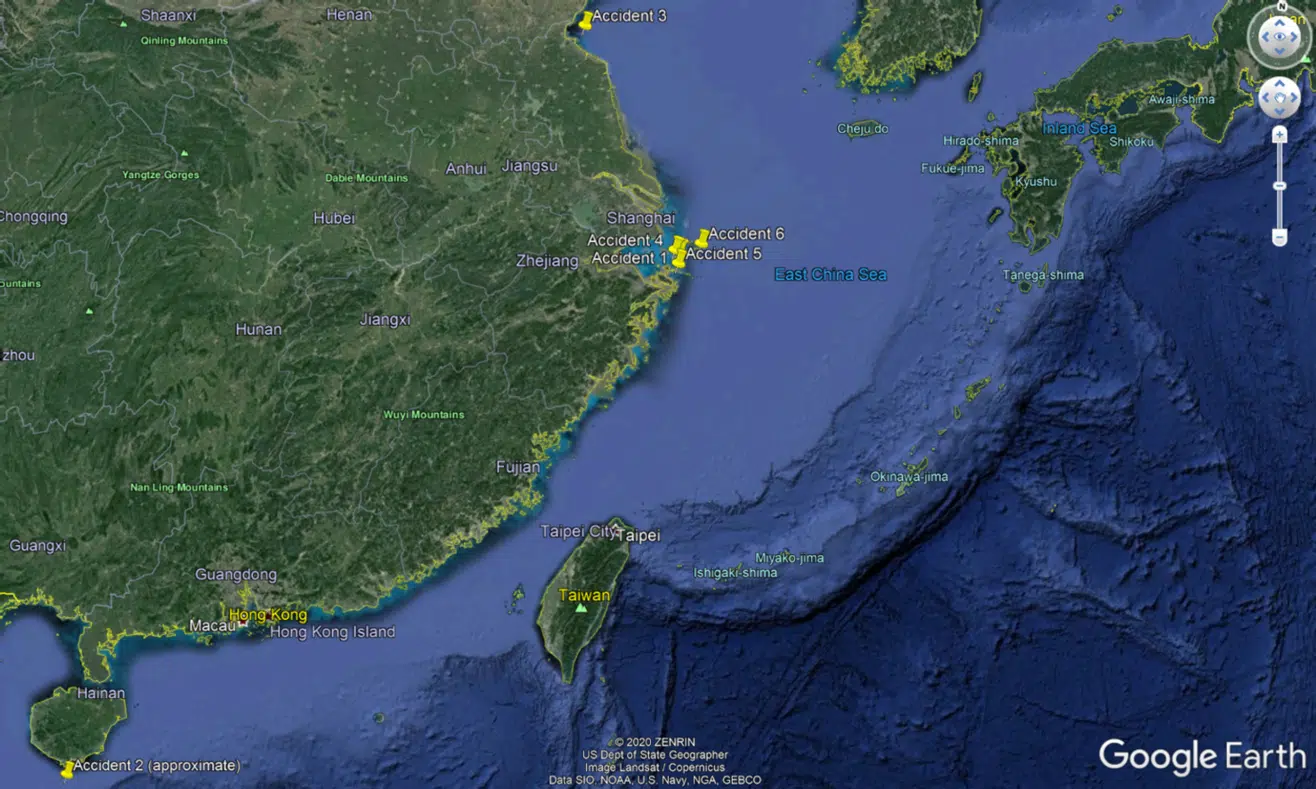 Shaanxi
Henan
Accident 3
Qinling Mountains
Cheju do
Awaji-shima
Inland Sea
Hirado-shima
Shikoku
Fukue-jima
Kyushu
Anhui
Jiangsu
Yangtze Gorges
Dabie Mountains
Chongqing
Hubei
Shanghai
Accident 4
Accident 6
Accident 1
Accident 5
Zhejiang
East China Sea
Tanega-shima
ountains
Hunan
Jiangxi
zhou
Wuyi Mountains
Fujian
Okinawa-jima
Nan Ling Mountains
Taipei City
Taipei
Guangxi
Miyako-jima
Ishigaki-shima
Guangdong
Taiwan
Hong Kong
Macau
Hong Kong Island
Hainan
Accident 2 (approximate)
© 2020 ZENRIN
US Dept of State Geographer
Image Landsat / Copernicus
Data SIO, NOAA, U.S. Navy, NGA, GEBCO
Google Earth
N